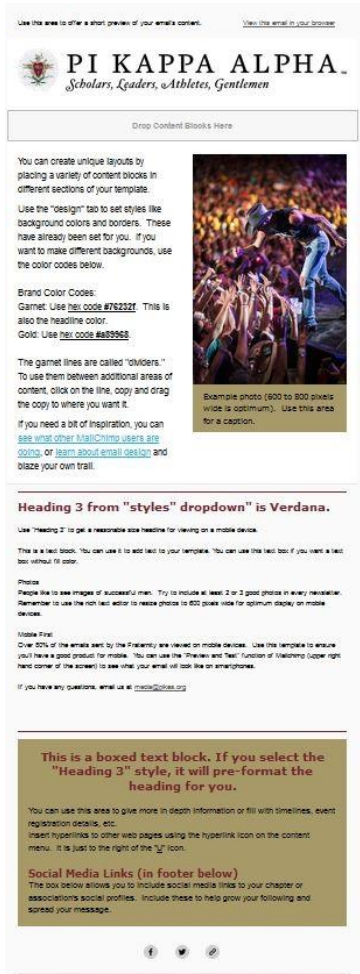 Use this area to offer a short preview of your email's content.
View this email in your browser
PI KAPPA ALPHA™
Scholars, Leaders, Athletes, Gentlemen
Drop Content Blocks Here
You can create unique layouts by
placing a variety of content blocks in
different sections of your template.
Use the "design" tab to set styles like
background colors and borders. These
have already been set for you. If you
want to make different backgrounds, use
the color codes below.
Brand Color Codes:
Garnet: Use hex code #76232f. This is
also the headline color.
Gold: Use hex code #a89968.
The garnet lines are called "dividers."
To use them between additional areas of
content, click on the line, copy and drag
the copy to where you want it.
If you need a bit of inspiration, you can
see what other MailChimp users are
doing, or learn about email design and
blaze your own trail.
Example photo (600 to 800 pixels
wide is optimum). Use this area
for a caption.
Heading 3 from "styles" dropdown" is Verdana.
Use "Heading 3" to get a reasonable size headline for viewing on a mobile device.
This is a text block. You can use it to add text to your template. You can use this text box if you want a text
box without fill color.
Photos
People like to see images of successful men. Try to include at least 2 or 3 good photos in every newsletter.
Remember to use the rich text editor to resize photos to 600 pixels wide for optimum display on mobile
devices.
Mobile First
Over 50% of the emails sent by the Fraternity are viewed on mobile devices. Use this template to ensure
you'll have a good product for mobile. You can use the "Preview and Test" function of Mailchimp (upper right
hand corner of the screen) to see what your email will look like on smartphones.
If you have any questions, email us at media@pikes.org
This is a boxed text block. If you select the
"Heading 3" style, it will pre-format the
heading for you.
You can use this area to give more in depth information or fill with timelines, event
registration details, etc.
Insert hyperlinks to other web pages using the hyperlink icon on the content
menu. It is just to the right of the "U" icon.
Social Media Links (in footer below)
The box below allows you to include social media links to your chapter or
association's social profiles. Include these to help grow your following and
spread your message.